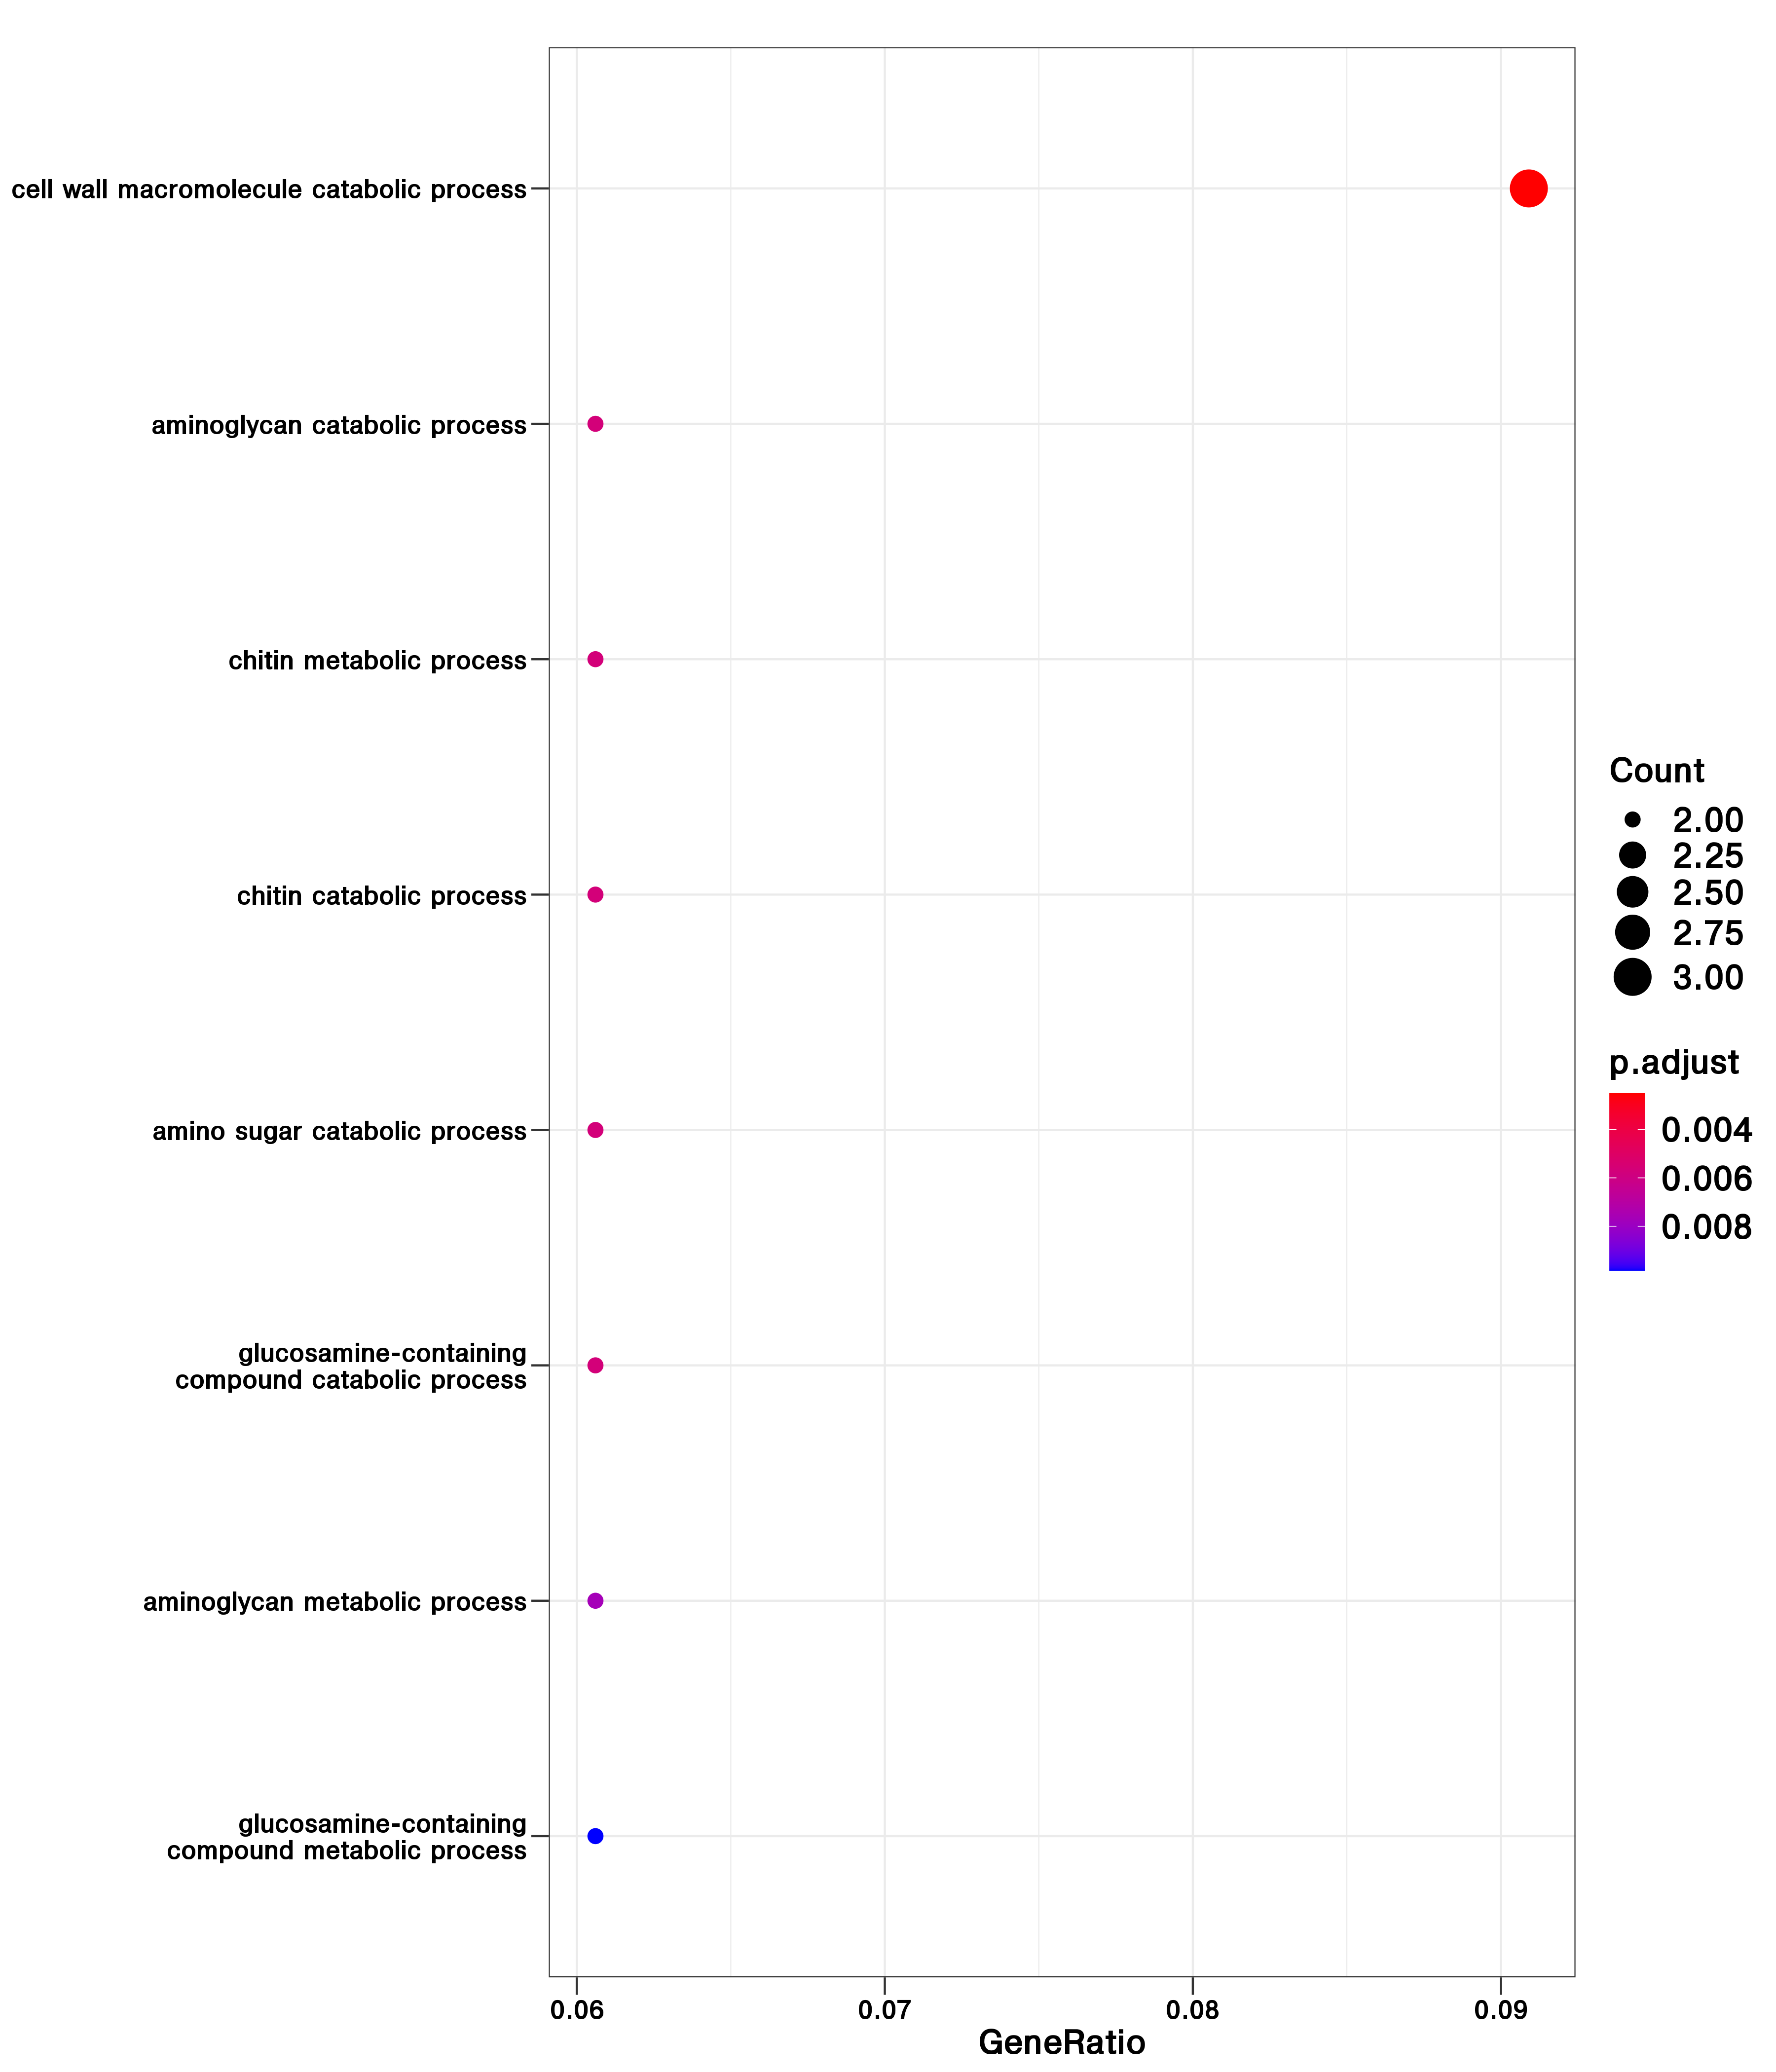 cell wall macromolecule catabolic process
aminoglycan catabolic process
chitin metabolic process
chitin catabolic process
amino sugar catabolic process
glucosamine-containing
compound catabolic process
aminoglycan metabolic process
glucosamine-containing
compound metabolic process
0.06
0.07
0.08
0.09
GeneRatio
Count
2.00
2.25
2.50
2.75
3.00
p.adjust
0.004
0.006
0.008